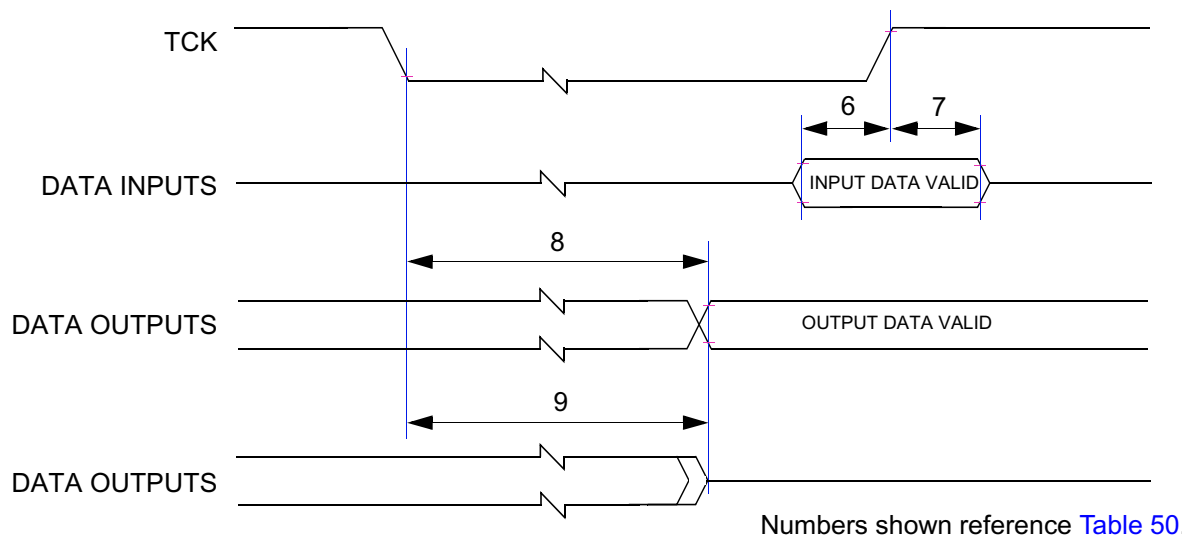 TCK
6
7
DATA INPUTS
INPUT DATA VALID
8
DATA OUTPUTS
OUTPUT DATA VALID
9
DATA OUTPUTS
Numbers shown reference Table 50